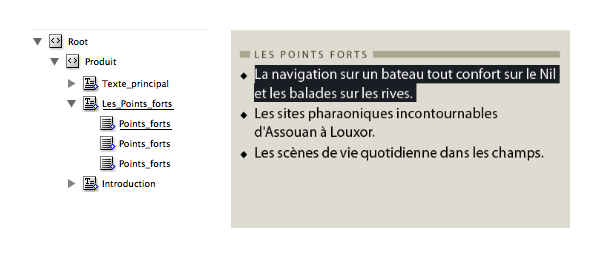 Root
Produit
Texte_principal
Les_Points_forts
Points_forts
Points_forts
Points_forts
Introduction
LES POINTS FORTS
La navigation sur un bateau tout confort sur le Nil
et les balades sur les rives.
Les sites pharaoniques incontournables
d'Assouan à Louxor.
Les scènes de vie quotidienne dans les champs.